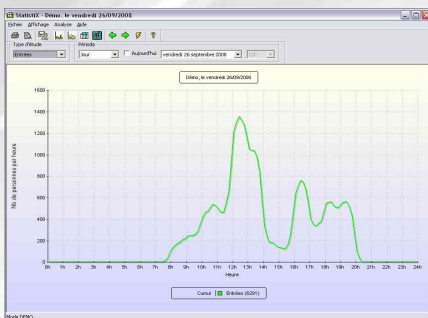 StatistiX - Démo, le vendredi 26/09/2008
Fichier Affichage Analyse Aide
Type d'étude Période
Entrées Jour Aujourd'hui vendredi 26 septembre 2008
Démo, le vendredi 26/09/2008
Nb de personnes par heure
1600
1400
1200
1000
800
600
400
200
0
0h 1h 2h 3h 4h 5h 6h 7h 8h 9h 10h 11h 12h 13h 14h 15h 16h 17h 18h 19h 20h 21h 22h 23h 24h
Heure
Cumul Entrées (8291)
Mode DEMO